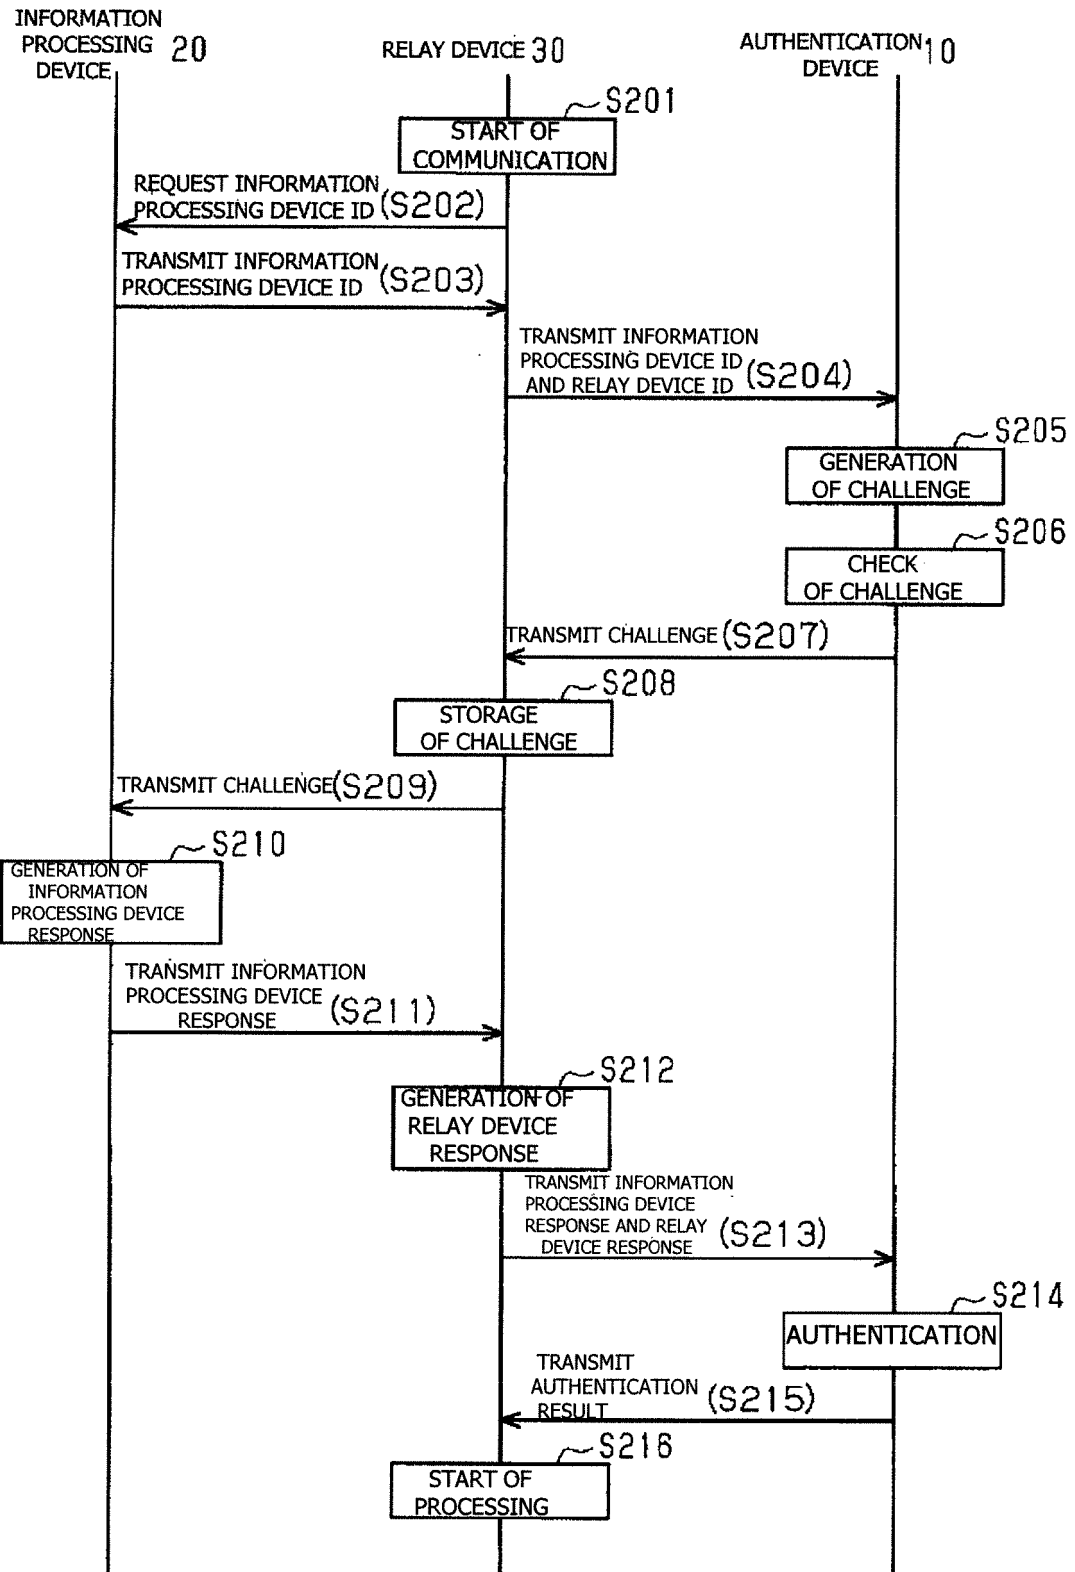 INFORMATION
PROCESSING 20
DEVICE
RELAY DEVICE 30
AUTHENTICATION 10
DEVICE
S201
START OF
COMMUNICATION
REQUEST INFORMATION
PROCESSING DEVICE ID (S202)
TRANSMIT INFORMATION
PROCESSING DEVICE ID (S203)
TRANSMIT INFORMATION
PROCESSING DEVICE ID
AND RELAY DEVICE ID (S204)
S205
GENERATION
OF CHALLENGE
S206
CHECK
OF CHALLENGE
TRANSMIT CHALLENGE (S207)
S208
STORAGE
OF CHALLENGE
TRANSMIT CHALLENGE (S209)
S210
GENERATION OF
INFORMATION
PROCESSING DEVICE
RESPONSE
TRANSMIT INFORMATION
PROCESSING DEVICE
RESPONSE (S211)
S212
GENERATION OF
RELAY DEVICE
RESPONSE
TRANSMIT INFORMATION
PROCESSING DEVICE
RESPONSE AND RELAY (S213)
DEVICE RESPONSE
S214
AUTHENTICATION
TRANSMIT
AUTHENTICATION (S215)
RESULT
S216
START OF
PROCESSING